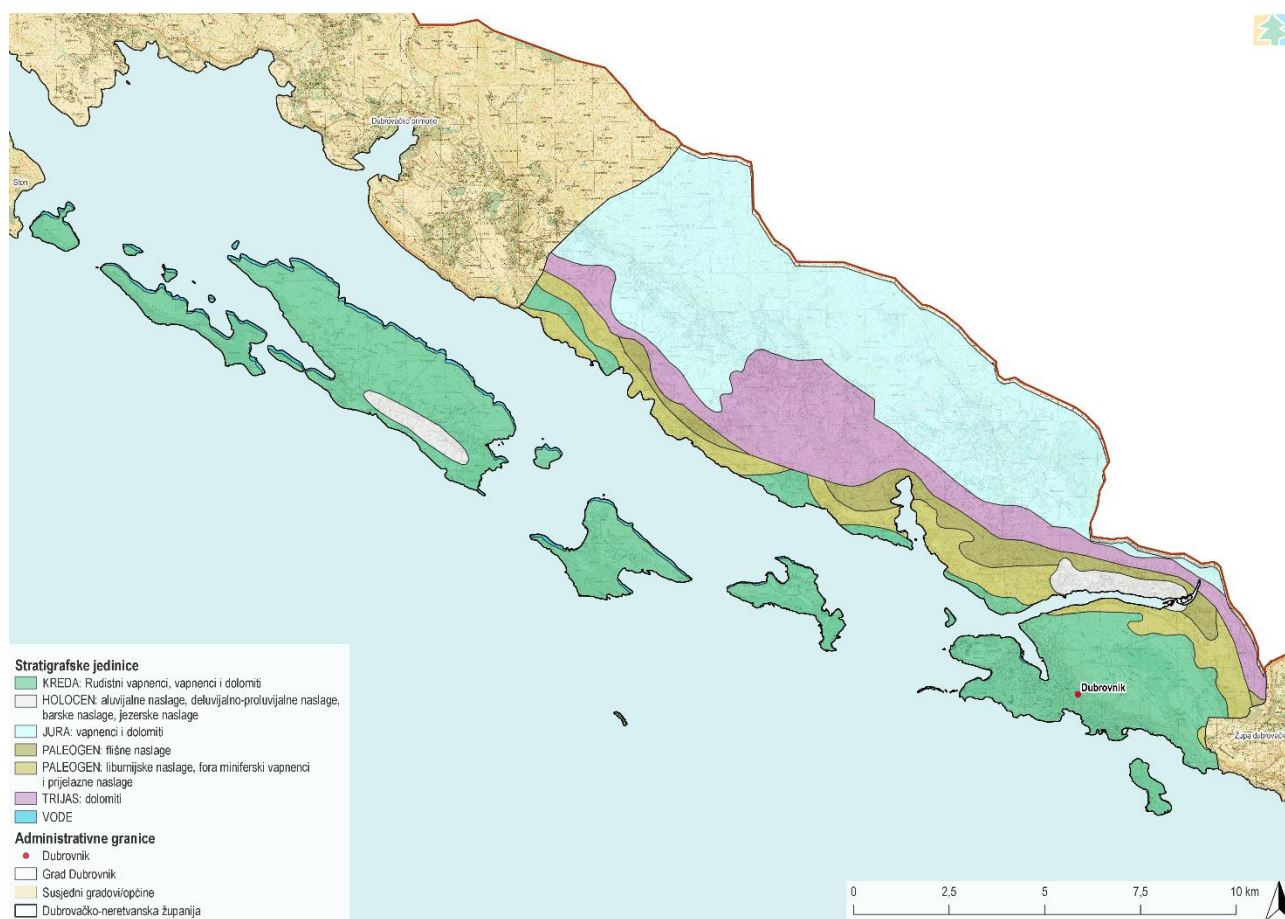 Dubrovačko primorje
Ston
Dubrovnik
Župa dubrovačka
Stratigrafske jedinice
KREDA: Rudistni vapnenci, vapnenci i dolomiti
HOLOCEN: aluvijalne naslage, deluvijalno-proluvijalne naslage,
barske naslage, jezerske naslage
JURA: vapnenci i dolomiti
PALEOGEN: flišne naslage
PALEOGEN: liburnijske naslage, fora miniferski vapnenci
i prijelazne naslage
TRIJAS: dolomiti
VODE
Administrativne granice
Dubrovnik
Grad Dubrovnik
Susjedni gradovi/općine
Dubrovačko-neretvanska županija
0 2,5 5 7,5 10 km